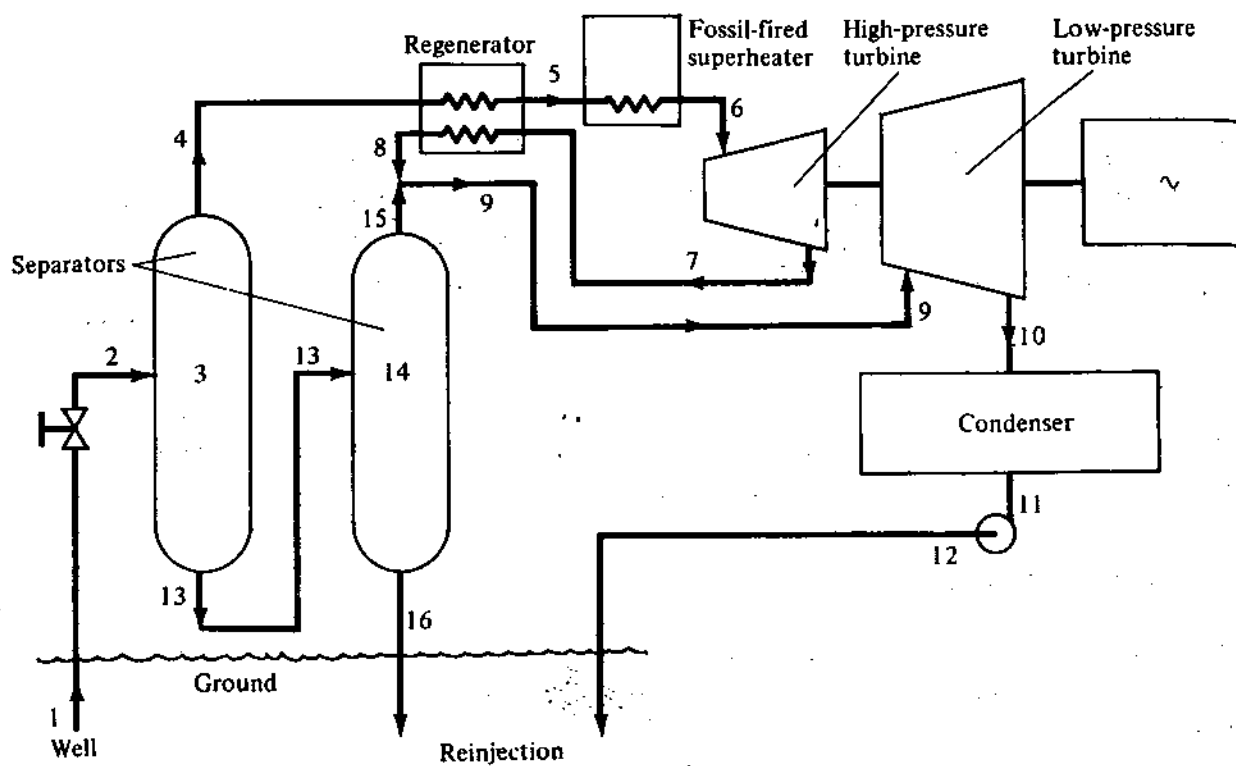 Regenerator
Fossil-fired
superheater
High-pressure
turbine
Low-pressure
turbine
5
6
4
8
9
15
7
Separators
9
10
2
3
13
14
Condenser
11
12
13
16
Ground
1
Well
Reinjection